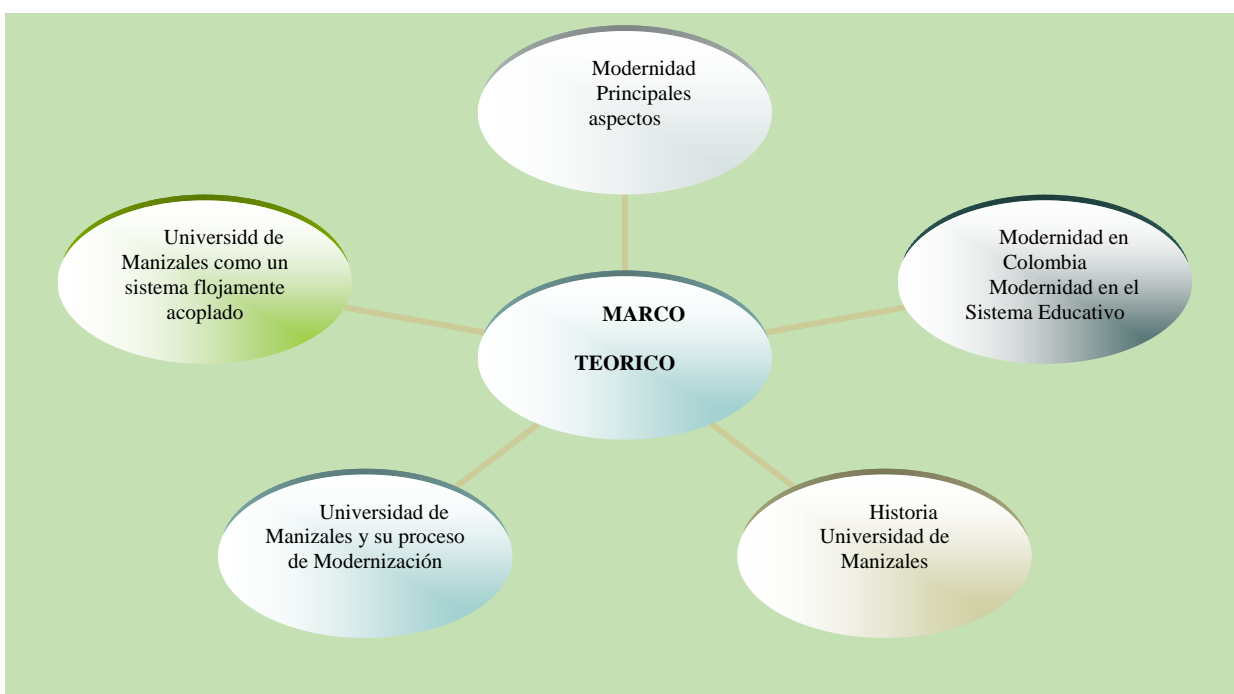 Modernidad
Principales
aspectos
Universidd de
Manizales como un
sistema flojamente
acoplado
Modernidad en
Colombia
Modernidad en el
Sistema Educativo
MARCO
TEORICO
Universidad de
Manizales y su proceso
de Modernización
Historia
Universidad de
Manizales